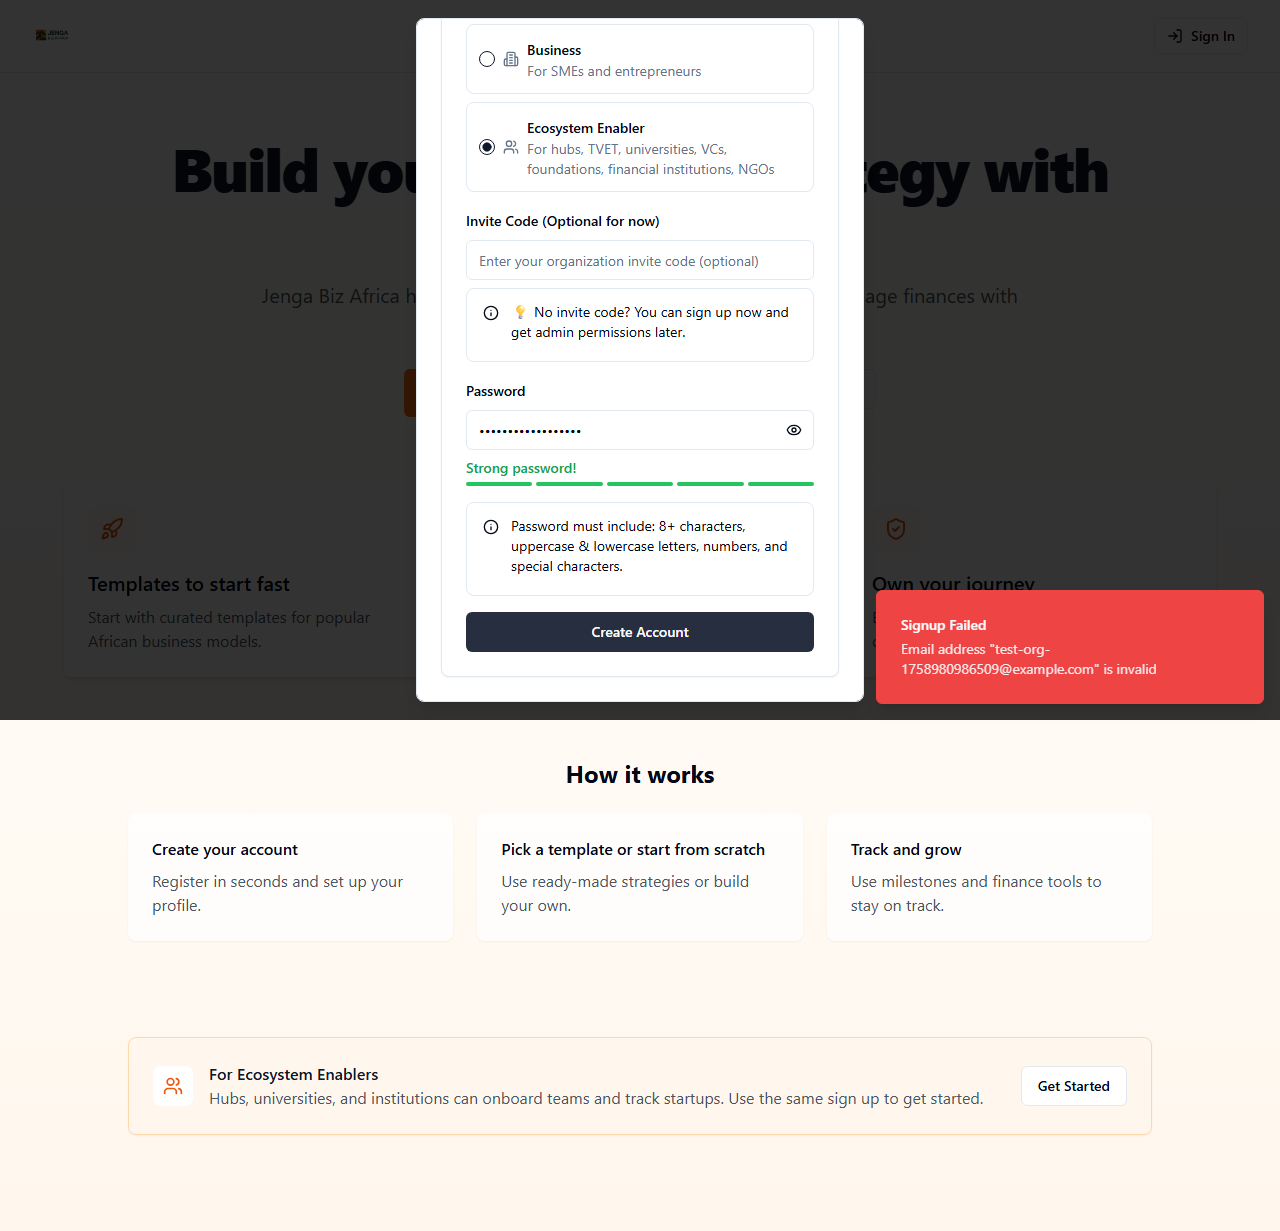 JENGA
Sign In
Build you
tegy with
Jenga Biz Africa h
age finances with
Business
For SMEs and entrepreneurs
Ecosystem Enabler
For hubs, TVET, universities, VCs,
foundations, financial institutions, NGOs
Invite Code (Optional for now)
Enter your organization invite code (optional)
💡 No invite code? You can sign up now and
get admin permissions later.
Password
••••••••••••••••••
Strong password!
Password must include: 8+ characters,
uppercase & lowercase letters, numbers, and
special characters.
Create Account
Templates to start fast
Start with curated templates for popular
African business models.
Own your journey
Signup Failed
Email address "test-org-
1758980986509@example.com" is invalid
How it works
Create your account
Register in seconds and set up your
profile.
Pick a template or start from scratch
Use ready-made strategies or build
your own.
Track and grow
Use milestones and finance tools to
stay on track.
For Ecosystem Enablers
Hubs, universities, and institutions can onboard teams and track startups. Use the same sign up to get started.
Get Started